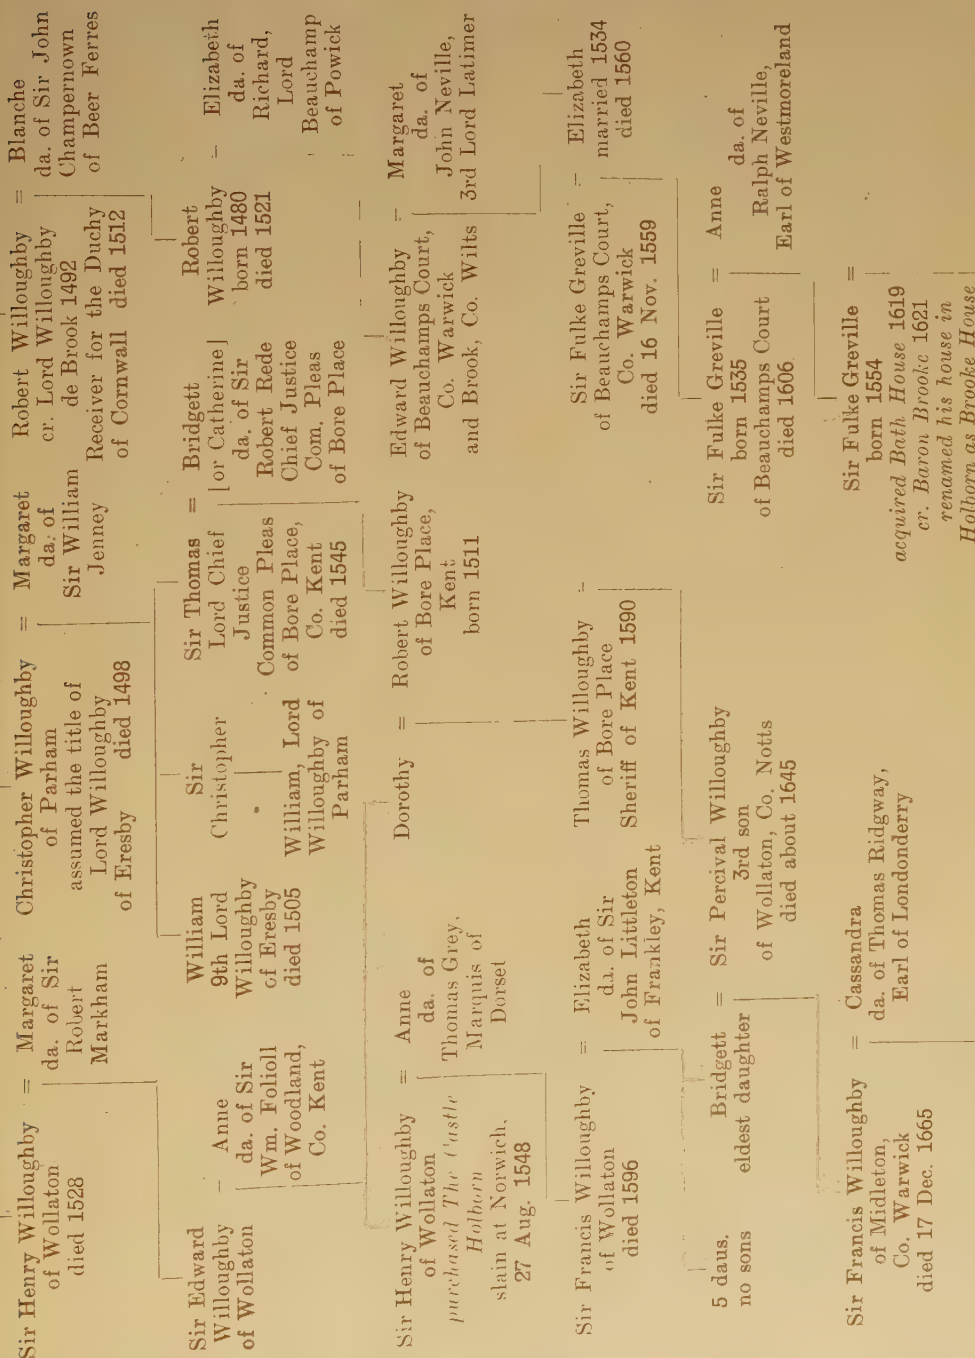 Sir Henry Willoughby
of Wollaton
died 1528
=
Margaret
da. of Sir
Robert
Markham
Christopher Willoughby
of Parham
assumed the title of
Lord Willoughby
of Eresby died 1498
=
Margaret
da. of
Sir William
Jenney
Robert Willoughby
cr. Lord Willoughby
de Brook 1492
Receiver for the Duchy
of Cornwall died 1512
=
Blanche
da. of Sir John
Champernown
of Beer Ferres
Sir Edward
Willoughby
of Wollaton
=
Anne
da. of Sir
Wm. Folioll
of Woodland,
Co. Kent
William
9th Lord
Willoughby
of Eresby
died 1505
Sir
Christopher
William, Lord
Willoughby of
Parham
Sir Thomas
Lord Chief
Justice
Common Pleas
of Bore Place,
Co. Kent
died 1545
=
Bridgett
[or Catherine]
da. of Sir
Robert Rede
Chief Justice
Com. Pleas
of Bore Place
Robert
Willoughby
born 1480
died 1521
=
Elizabeth
da. of
Richard,
Lord
Beauchamp
of Powick
Sir Henry Willoughby
of Wollaton
purchased The Castle
Holborn
slain at Norwich,
27 Aug. 1548
=
Anne
da. of
Thomas Grey,
Marquis of
Dorset
Dorothy
=
Robert Willoughby
of Bore Place,
Kent
born 1511
Edward Willoughby
of Beauchamps Court,
Co. Warwick
and Brook, Co. Wilts
=
Margaret
da. of
John Neville,
3rd Lord Latimer
Sir Francis Willoughby
of Wollaton
died 1596
=
Elizabeth
da. of Sir
John Littleton
of Frankley, Kent
Thomas Willoughby
of Bore Place
Sheriff of Kent 1590
=
Sir Fulke Greville
of Beauchamps Court,
Co. Warwick
died 16 Nov. 1559
=
Elizabeth
married 1534
died 1560
5 daus.
no sons
Bridgett
eldest daughter
=
Sir Percival Willoughby
3rd son
of Wollaton, Co. Notts
died about 1645
Sir Fulke Greville
born 1535
of Beauchamps Court
died 1606
=
Anne
da. of
Ralph Neville,
Earl of Westmoreland
Sir Francis Willoughby
of Midleton,
Co. Warwick
died 17 Dec. 1665
=
Cassandra
da. of Thomas Ridgway,
Earl of Londonderry
Sir Fulke Greville
born 1554
acquired Bath House 1619
cr. Baron Brooke 1621
renamed his house in
Holborn as Brooke House
=